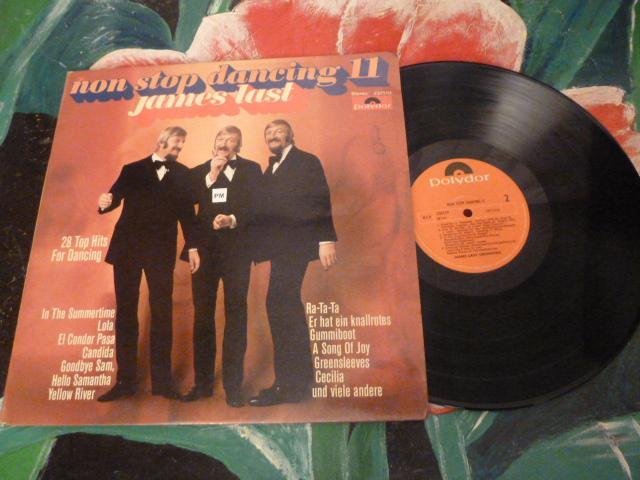 non stop dancing 11
james last
Stereo
Polydor
PM
28 Top Hits
For Dancing
In The Summertime
Lola
El Condor Pasa
Candida
Goodbye Sam,
Hello Samantha
Yellow River
Ra-Ta-Ta
Er hat ein knallrotes
Gummiboot
A Song Of Joy
Greensleeves
Cecilia
und viele andere
Polydor
NON STOP DANCING 11
2
JAMES LAST ORCHESTRA